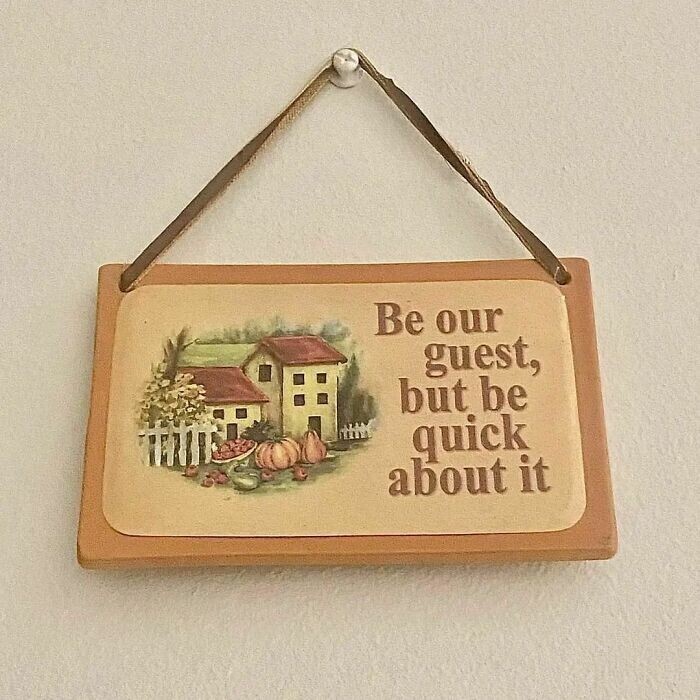 Be our
guest,
but be
quick
about it